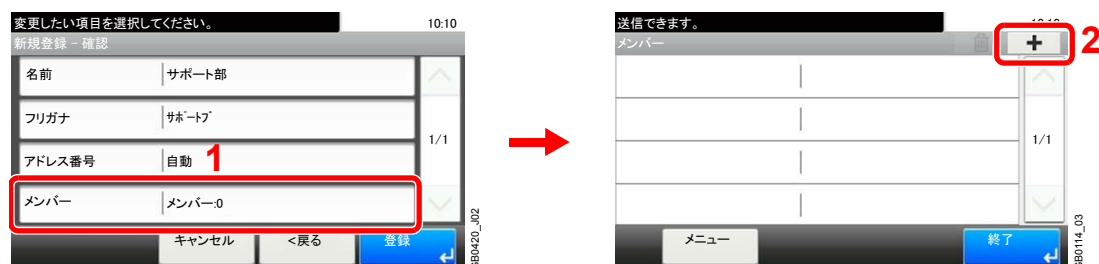 変更したい項目を選択してください。 10:10
新規登録 - 確認
名前 サポート部
フリガナ ｻﾎﾟｰﾄﾌﾞ
アドレス番号 自動 1
メンバー メンバー:0
1/1
キャンセル <戻る 登録
GB0420_J02
送信できます。 10:10
メンバー + 2
1/1
メニュー 終了
GB0114_03